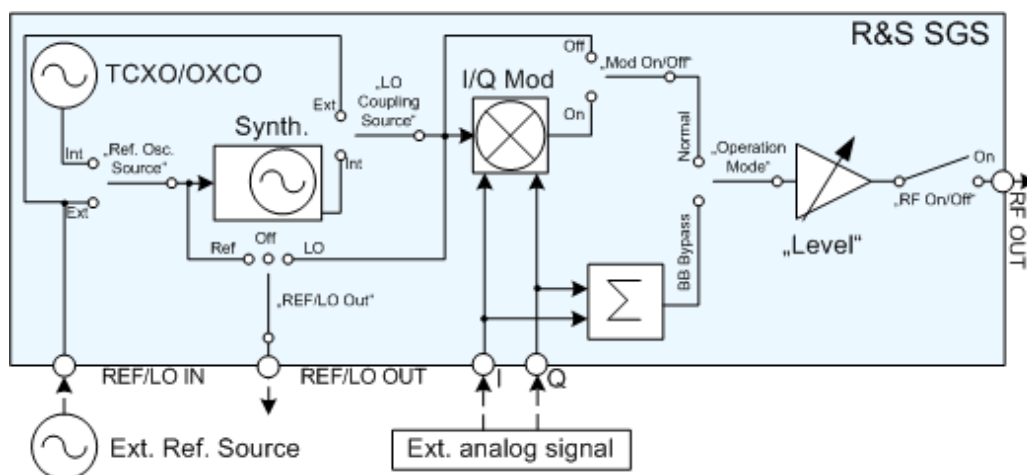 R&S SGS
TCXO/OXCO
Off
„Mod On/Off“
I/Q Mod
Ext
„LO
Coupling
Source“
On
Synth.
Int
„Ref. Osc.
Source“
Int
Normal
„Operation
Mode“
On
Ext
„RF On/Off“
RF OUT
Off
Ref
LO
„Level“
BB Bypass
„REF/LO Out“
Σ
REF/LO IN
REF/LO OUT
I
Q
Ext. Ref. Source
Ext. analog signal